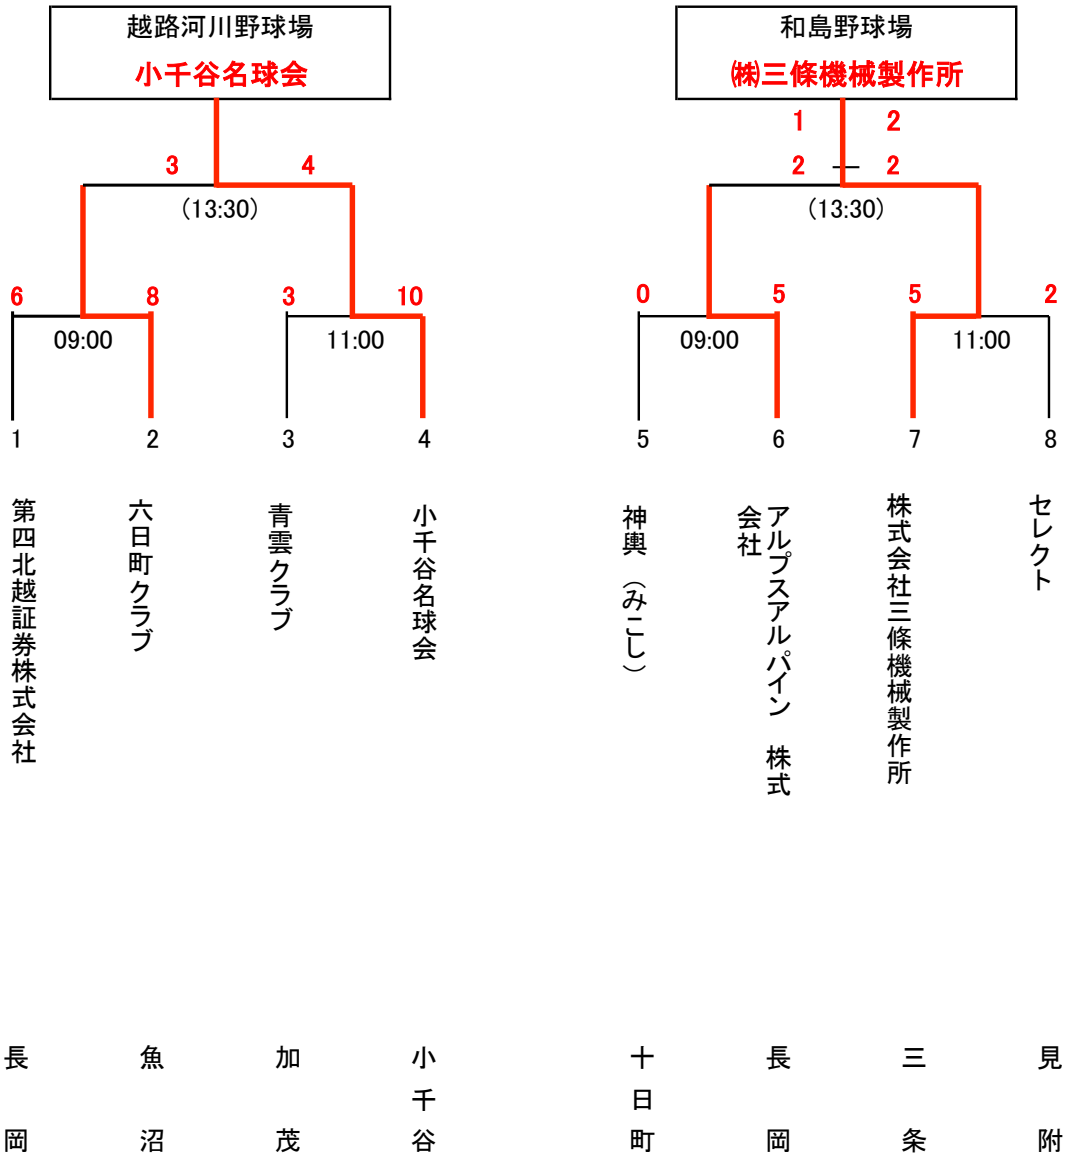 越路河川野球場
小千谷名球会
3 4
(13:30)
6 8 3 10
09:00 11:00
1 2 3 4
第四北越証券株式会社
六日町クラブ
青雲クラブ
小千谷名球会
長岡
魚沼
加茂
小千谷
和島野球場
㈱三條機械製作所
1 2
2 2
(13:30)
0 5 5 2
09:00 11:00
5 6 7 8
神輿（みこし）
アルプスアルパイン　株式
会社
株式会社三條機械製作所
セレクト
十日町
長岡
三条
見附